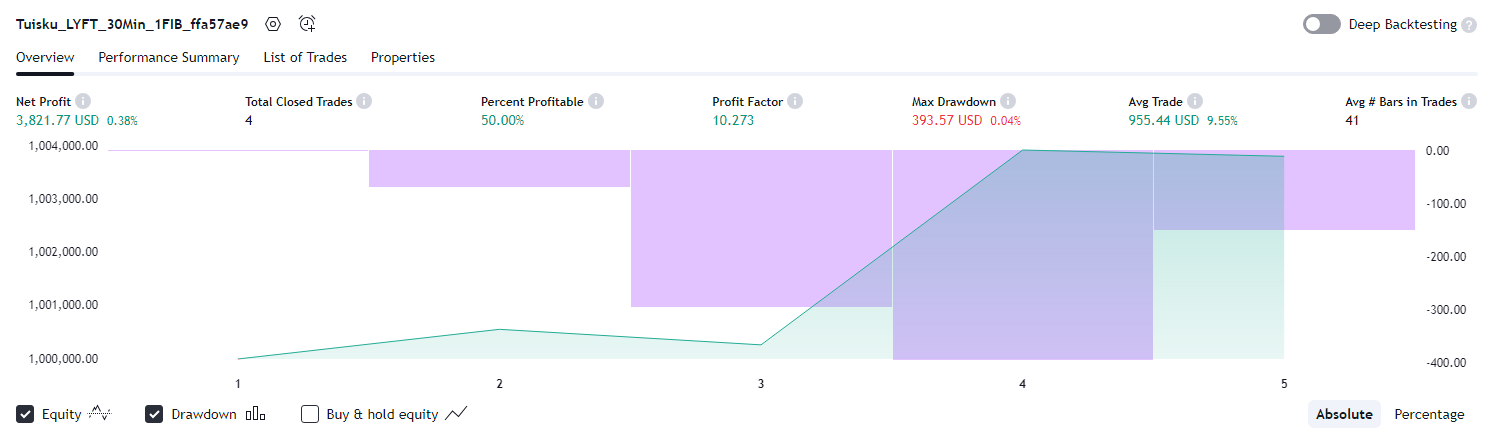 Tuisku_LYFT_30Min_1FIB_ffa57ae9
Deep Backtesting ?
Overview Performance Summary List of Trades Properties
Net Profit Total Closed Trades Percent Profitable Profit Factor Max Drawdown Avg Trade Avg # Bars in Trades
3,821.77 USD 0.38% 4 50.00% 10.273 393.57 USD 0.04% 955.44 USD 9.55% 41
1,004,000.00 0.00
1,003,000.00 -100.00
1,002,000.00 -200.00
1,001,000.00 -300.00
1,000,000.00 -400.00
1 2 3 4 5
Equity Drawdown Buy & hold equity Absolute Percentage